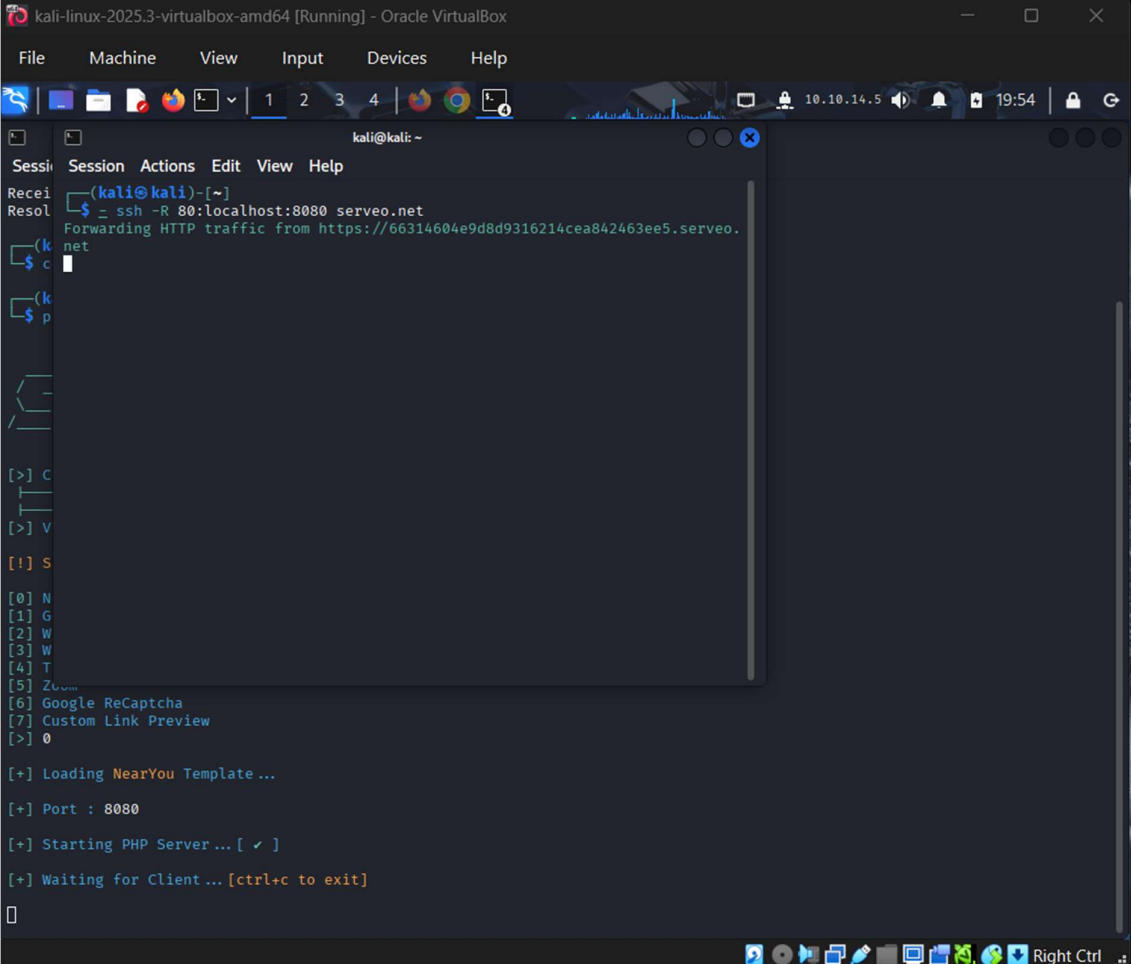 kali-linux-2025.3-virtualbox-amd64 [Running] - Oracle VirtualBox
File Machine View Input Devices Help
1 2 3 4 10.10.14.5 19:54
kali@kali: ~
Session Actions Edit View Help
┌──(kali㉿kali)-[~]
└─$ - ssh -R 80:localhost:8080 serveo.net
Forwarding HTTP traffic from https://66314604e9d8d9316214cea842463ee5.serveo.
net
Sessi
Recei
Resol
┌──(k
└─$ c
┌──(k
└─$ p
[>] C
[>] V
[!] S
[0] N
[1] G
[2] W
[3] W
[4] T
[5] Zoom
[6] Google ReCaptcha
[7] Custom Link Preview
[>] 0
[+] Loading NearYou Template...
[+] Port : 8080
[+] Starting PHP Server...[ ✔ ]
[+] Waiting for Client...[ctrl+c to exit]
Right Ctrl